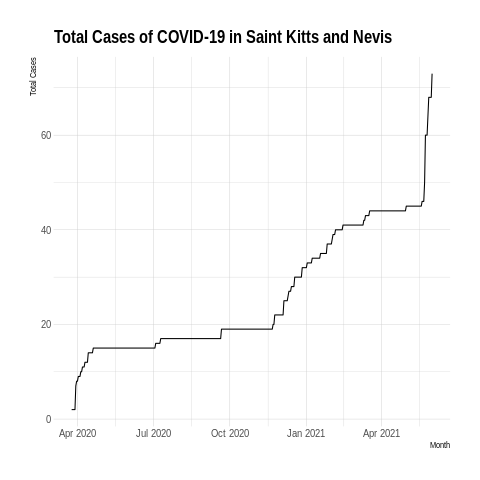 Total Cases of COVID-19 in Saint Kitts and Nevis
Total Cases
60
40
20
0
Apr 2020 Jul 2020 Oct 2020 Jan 2021 Apr 2021
Month